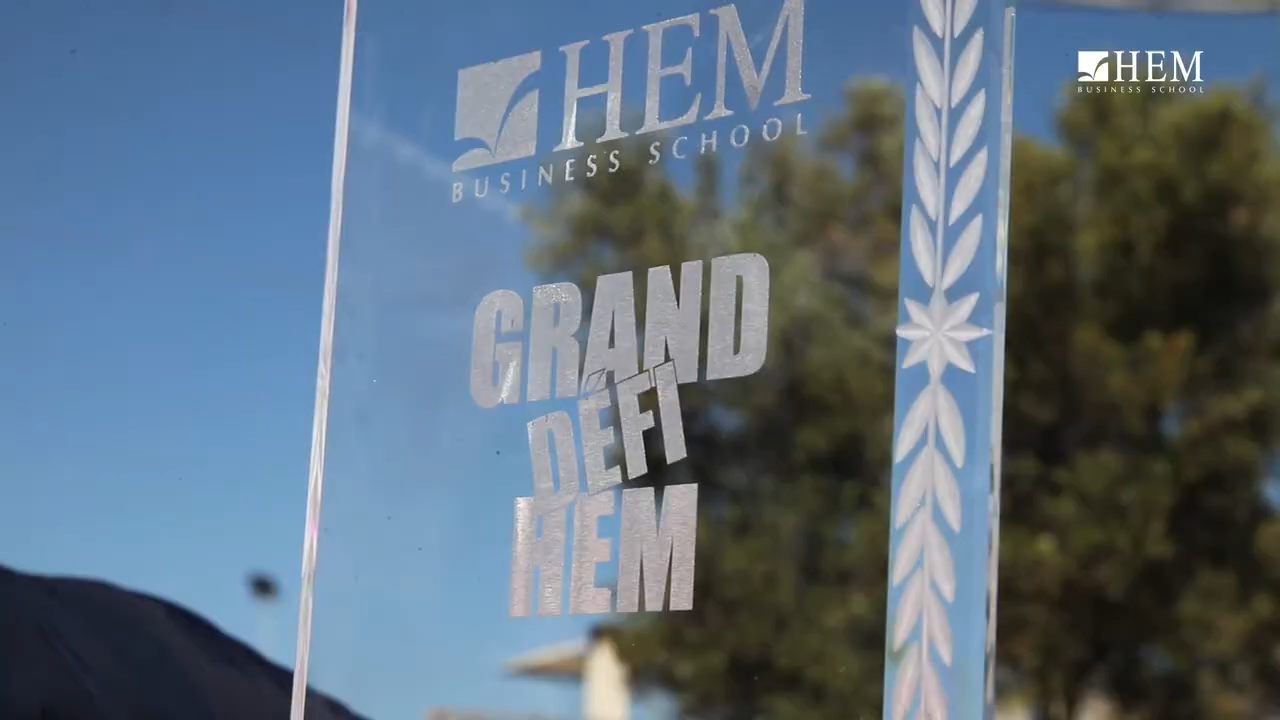 HEM
BUSINESS SCHOOL
GRAND
DÉFI
HEM
HEM
BUSINESS SCHOOL